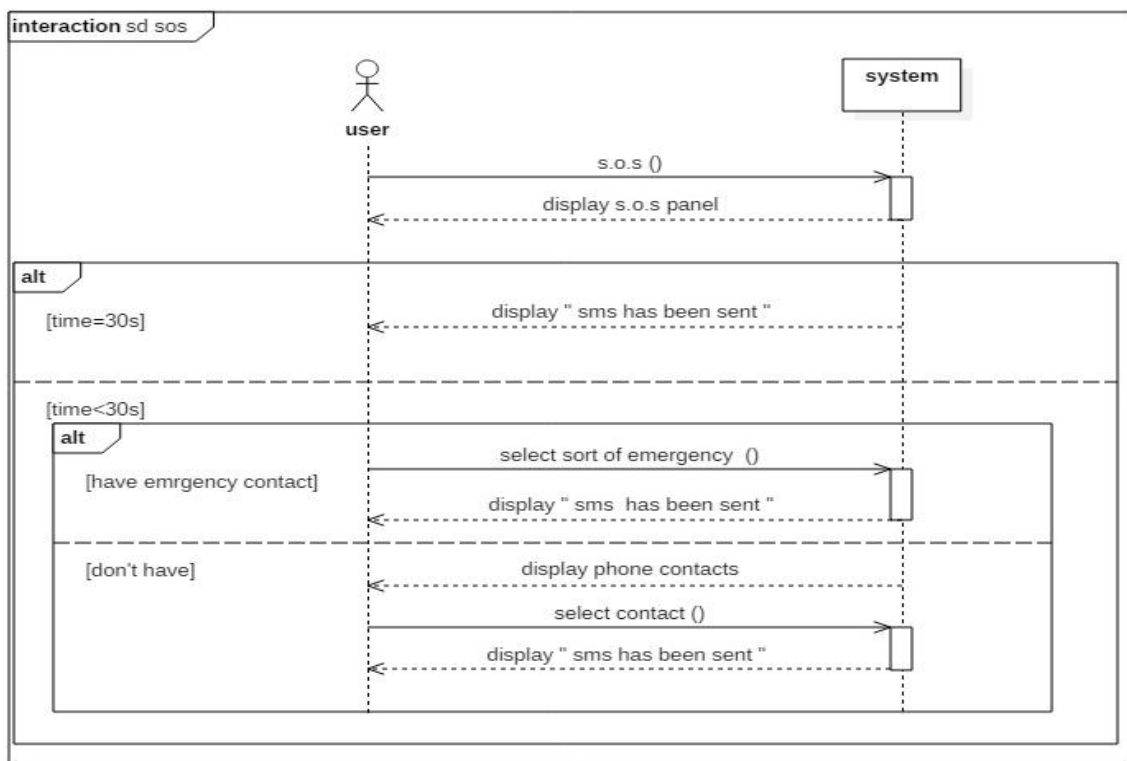 interaction sd sos
system
user
s.o.s ()
display s.o.s panel
alt
[time=30s]
display " sms has been sent "
[time<30s]
alt
[have emrgency contact]
select sort of emergency  ()
display " sms  has been sent "
[don't have]
display phone contacts
select contact ()
display " sms has been sent "